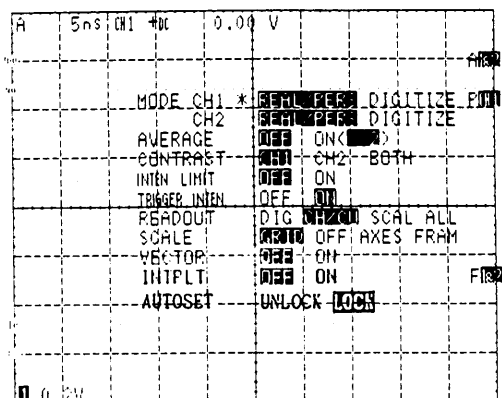 A 5ns CH1 DC 0.00 V
MODE CH1 * REAL/PERS DIGITIZE
CH2 REAL/PERS DIGITIZE
AVERAGE OFF ON
CONTRAST CH1 CH2 BOTH
INTEN LIMIT OFF ON
TRIGGER INTEN OFF ON
READOUT DIG SCAL ALL
SCALE GRID OFF AXES FRAM
VECTOR OFF ON
INTPLT OFF ON
AUTOSET UNLOCK LOCK
1